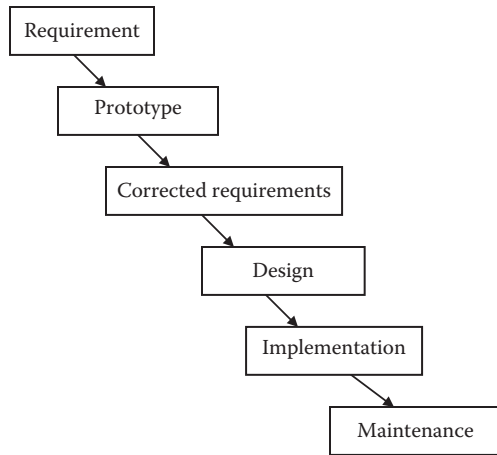 Requirement
Prototype
Corrected requirements
Design
Implementation
Maintenance